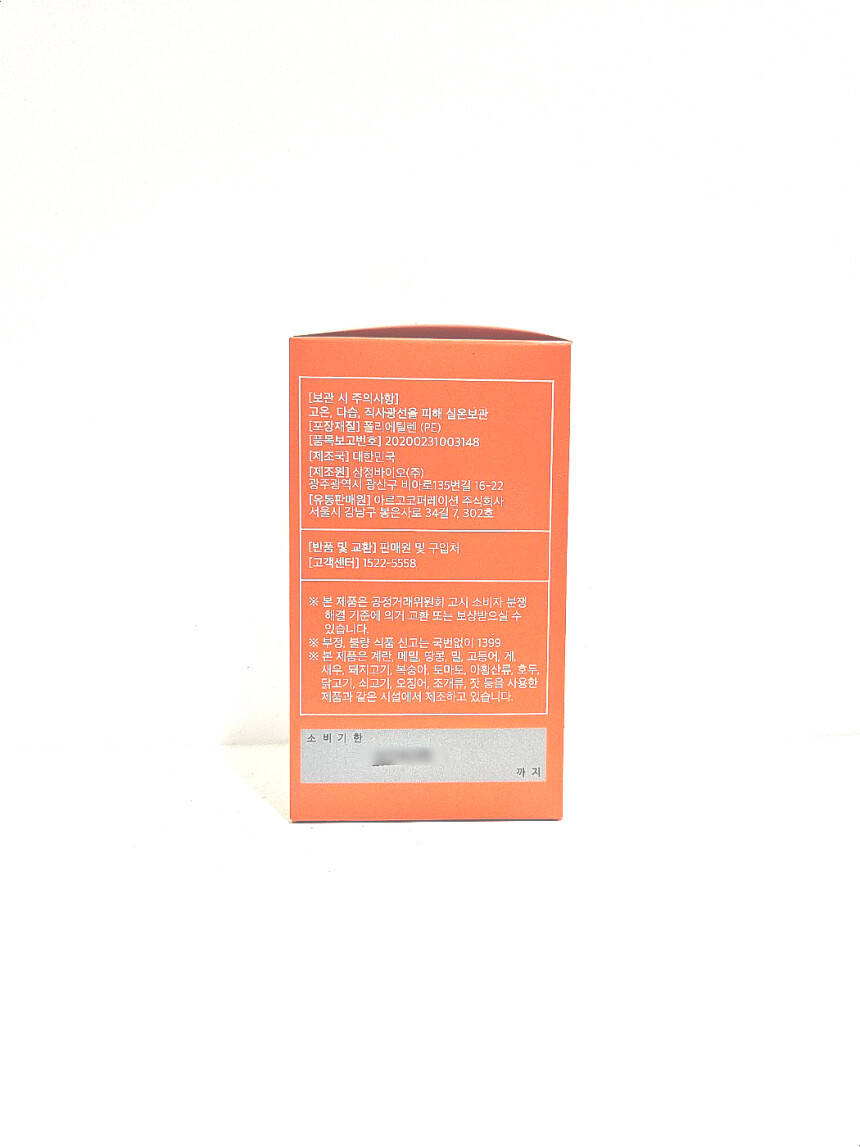 [보관 시 주의사항]
고온, 다습, 직사광선을 피해 실온보관
[포장재질] 폴리에틸렌 (PE)
[품목보고번호] 20200231003148
[제조국] 대한민국
[제조원] 삼정바이오(주)
광주광역시 광산구 비아로135번길 16-22
[유통판매원] 아르고코퍼레이션 주식회사
서울시 강남구 봉은사로 34길 7, 302호
[반품 및 교환] 판매원 및 구입처
[고객센터] 1522-5558
※ 본 제품은 공정거래위원회 고시 소비자 분쟁
해결 기준에 의거 교환 또는 보상받으실 수
있습니다.
※ 부정, 불량 식품 신고는 국번없이 1399
※ 본 제품은 계란, 메밀, 땅콩, 밀, 고등어, 게,
새우, 돼지고기, 복숭아, 토마토, 아황산류, 호두,
닭고기, 쇠고기, 오징어, 조개류, 잣 등을 사용한
제품과 같은 시설에서 제조하고 있습니다.
소비기한
까지